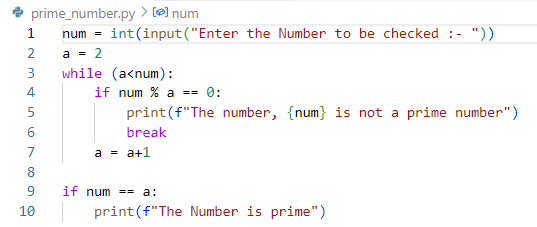 prime_number.py > num
1 num = int(input("Enter the Number to be checked :- "))
2 a = 2
3 while (a<num):
4     if num % a == 0:
5         print(f"The number, {num} is not a prime number")
6         break
7     a = a+1
8
9 if num == a:
10     print(f"The Number is prime")